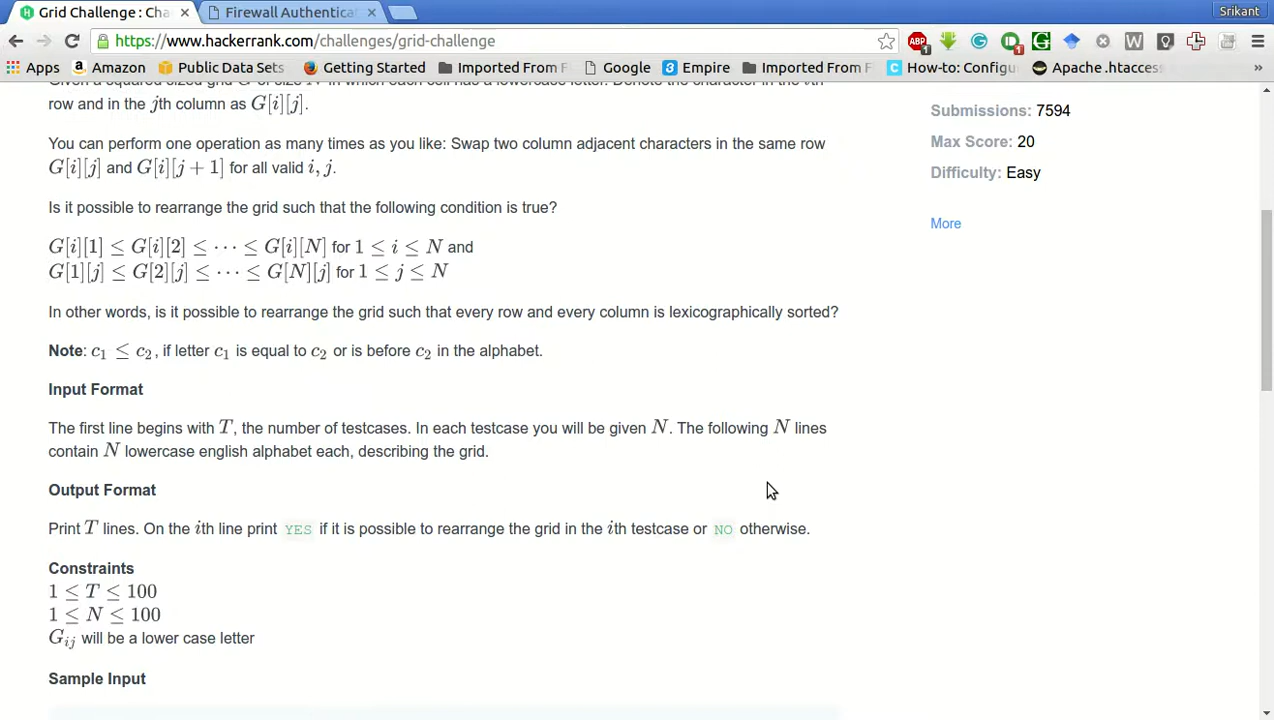 Grid Challenge : Cha
Firewall Authentica
Srikant
https://www.hackerrank.com/challenges/grid-challenge
Apps Amazon Public Data Sets Getting Started Imported From F Google Empire Imported From F How-to: Configu Apache .htaccess »
row and in the jth column as G[i][j].
You can perform one operation as many times as you like: Swap two column adjacent characters in the same row
G[i][j] and G[i][j + 1] for all valid i, j.
Is it possible to rearrange the grid such that the following condition is true?
G[i][1] ≤ G[i][2] ≤ ⋯ ≤ G[i][N] for 1 ≤ i ≤ N and
G[1][j] ≤ G[2][j] ≤ ⋯ ≤ G[N][j] for 1 ≤ j ≤ N
In other words, is it possible to rearrange the grid such that every row and every column is lexicographically sorted?
Note: c₁ ≤ c₂, if letter c₁ is equal to c₂ or is before c₂ in the alphabet.
Input Format
The first line begins with T, the number of testcases. In each testcase you will be given N. The following N lines
contain N lowercase english alphabet each, describing the grid.
Output Format
Print T lines. On the ith line print YES if it is possible to rearrange the grid in the ith testcase or NO otherwise.
Constraints
1 ≤ T ≤ 100
1 ≤ N ≤ 100
Gᵢⱼ will be a lower case letter
Sample Input
Submissions: 7594
Max Score: 20
Difficulty: Easy
More